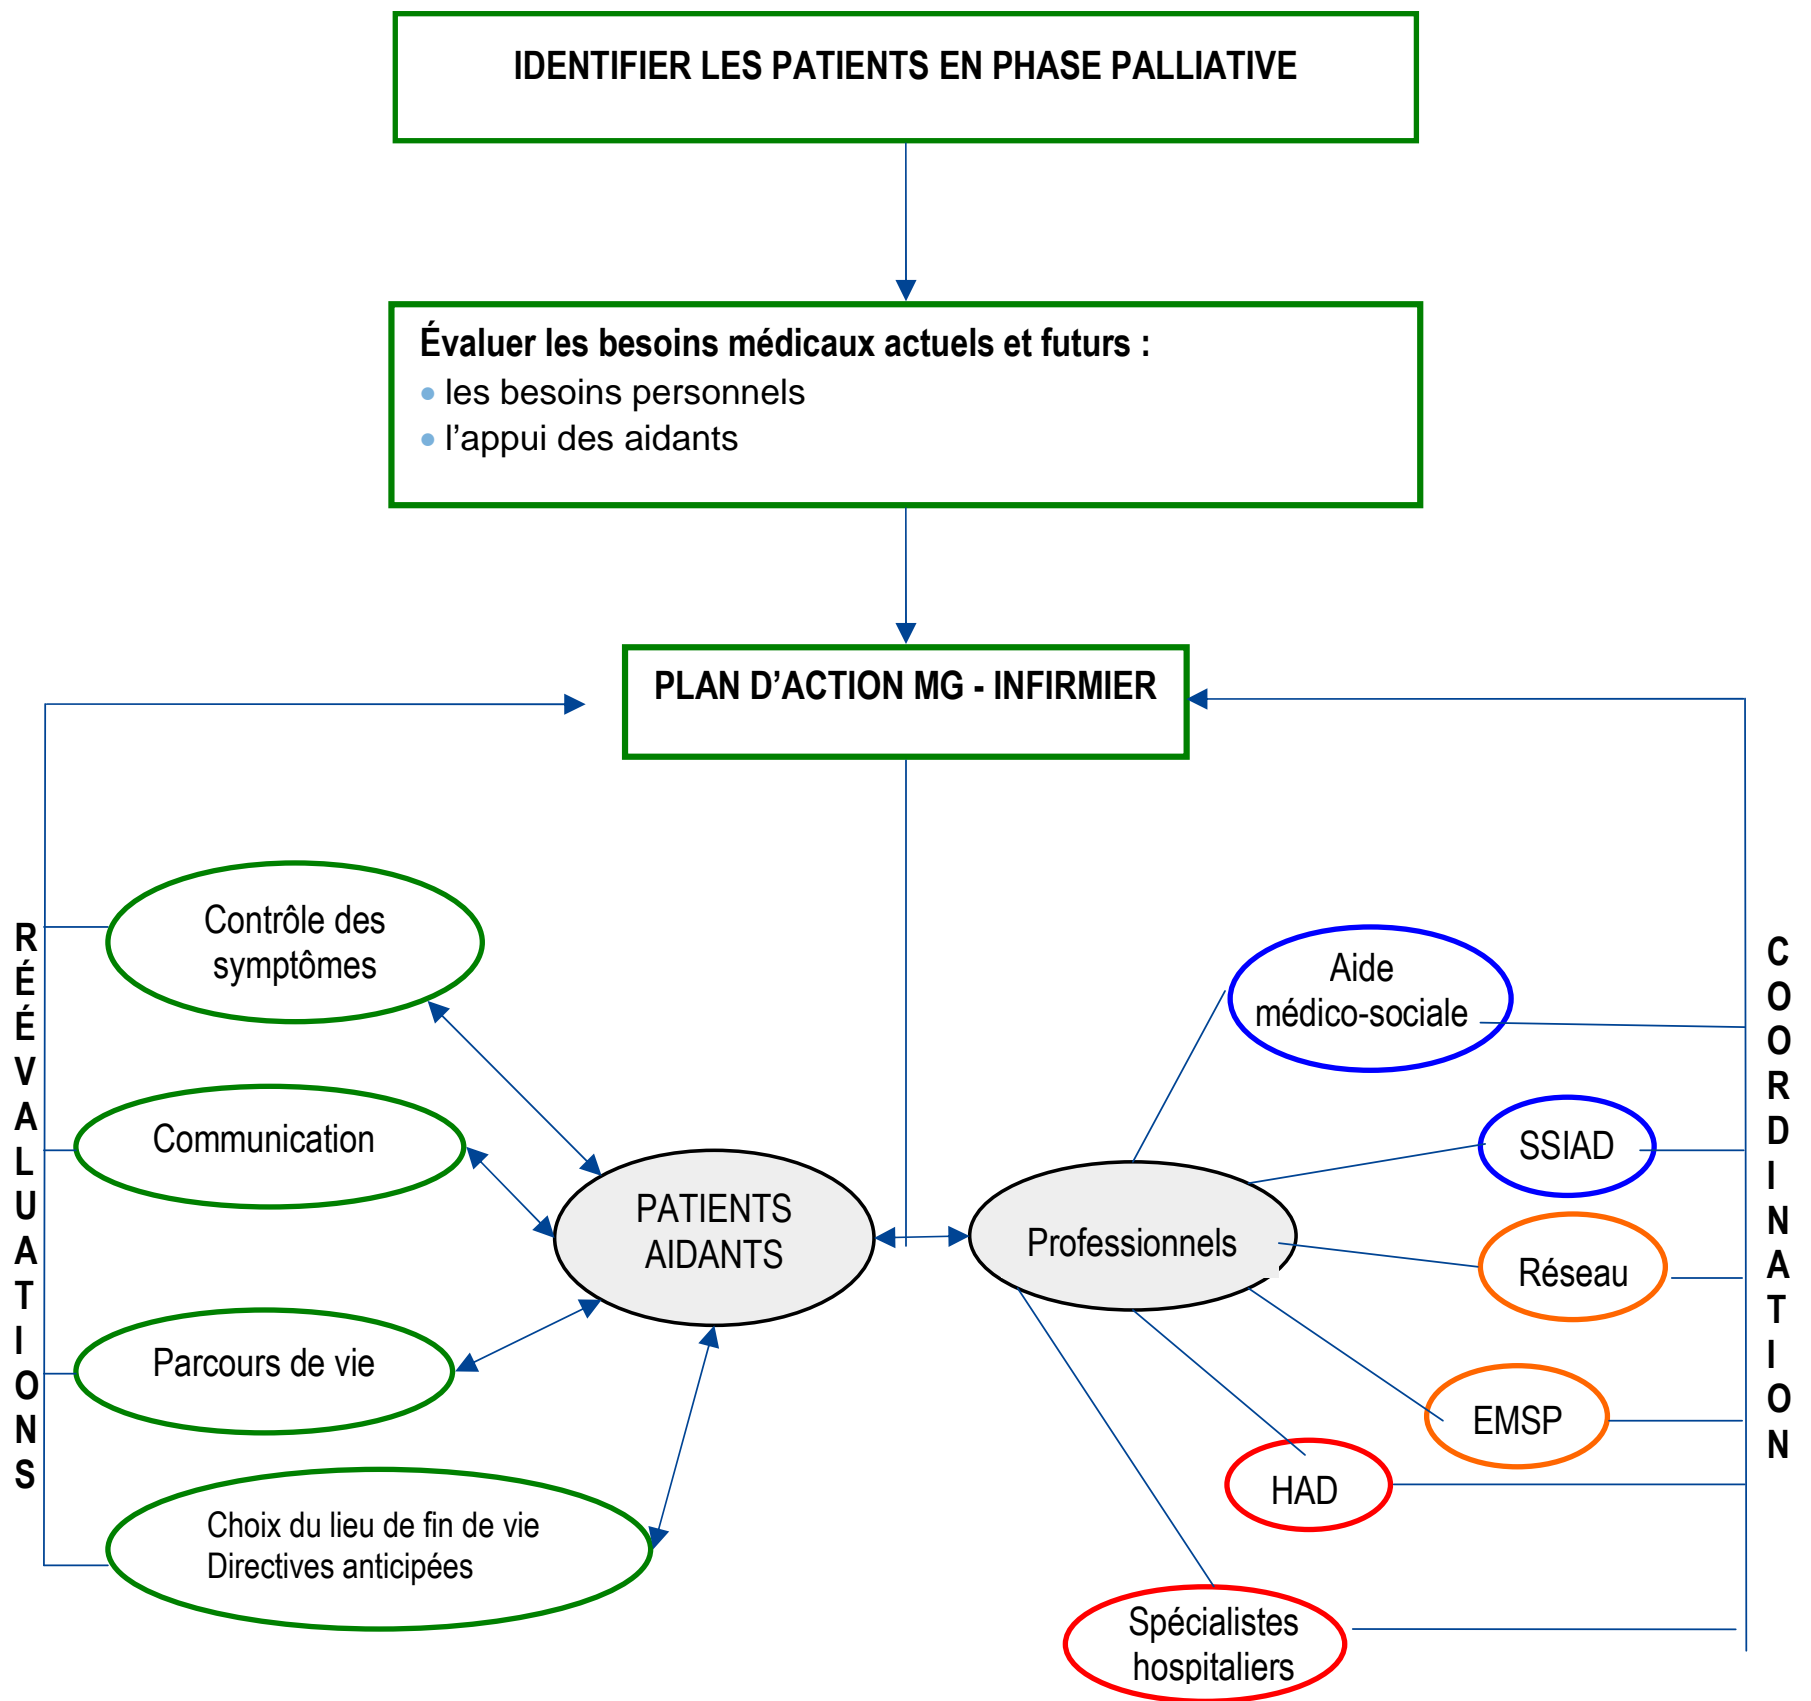 IDENTIFIER LES PATIENTS EN PHASE PALLIATIVE
Évaluer les besoins médicaux actuels et futurs :
• les besoins personnels
• l’appui des aidants
PLAN D’ACTION MG - INFIRMIER
RÉÉVALUATIONS
Contrôle des
symptômes
Communication
Parcours de vie
Choix du lieu de fin de vie
Directives anticipées
PATIENTS
AIDANTS
Professionnels
Aide
médico-sociale
SSIAD
Réseau
EMSP
HAD
Spécialistes
hospitaliers
COORDINATION